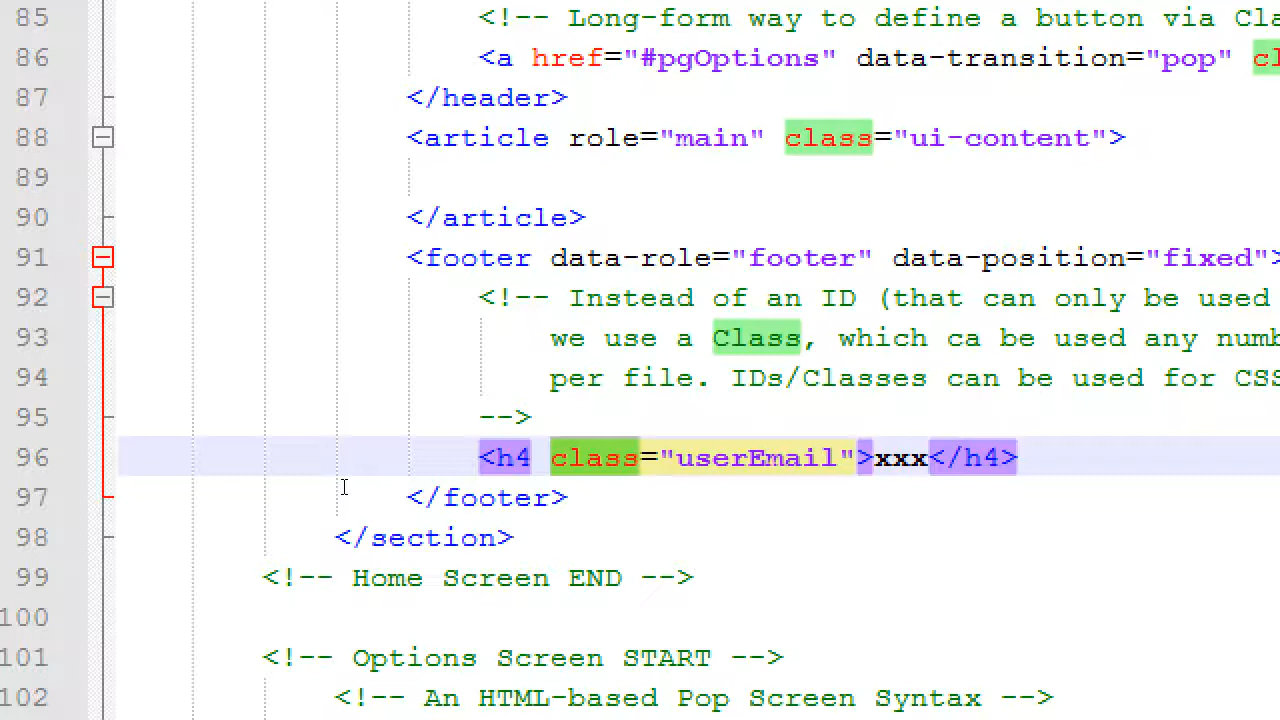 85 <!-- Long-form way to define a button via Cla
86 <a href="#pgOptions" data-transition="pop" cl
87 </header>
88 <article role="main" class="ui-content">
89
90 </article>
91 <footer data-role="footer" data-position="fixed">
92 <!-- Instead of an ID (that can only be used
93 we use a Class, which ca be used any numb
94 per file. IDs/Classes can be used for CSS
95 -->
96 <h4 class="userEmail">xxx</h4>
97 </footer>
98 </section>
99 <!-- Home Screen END -->
100
101 <!-- Options Screen START -->
102 <!-- An HTML-based Pop Screen Syntax -->